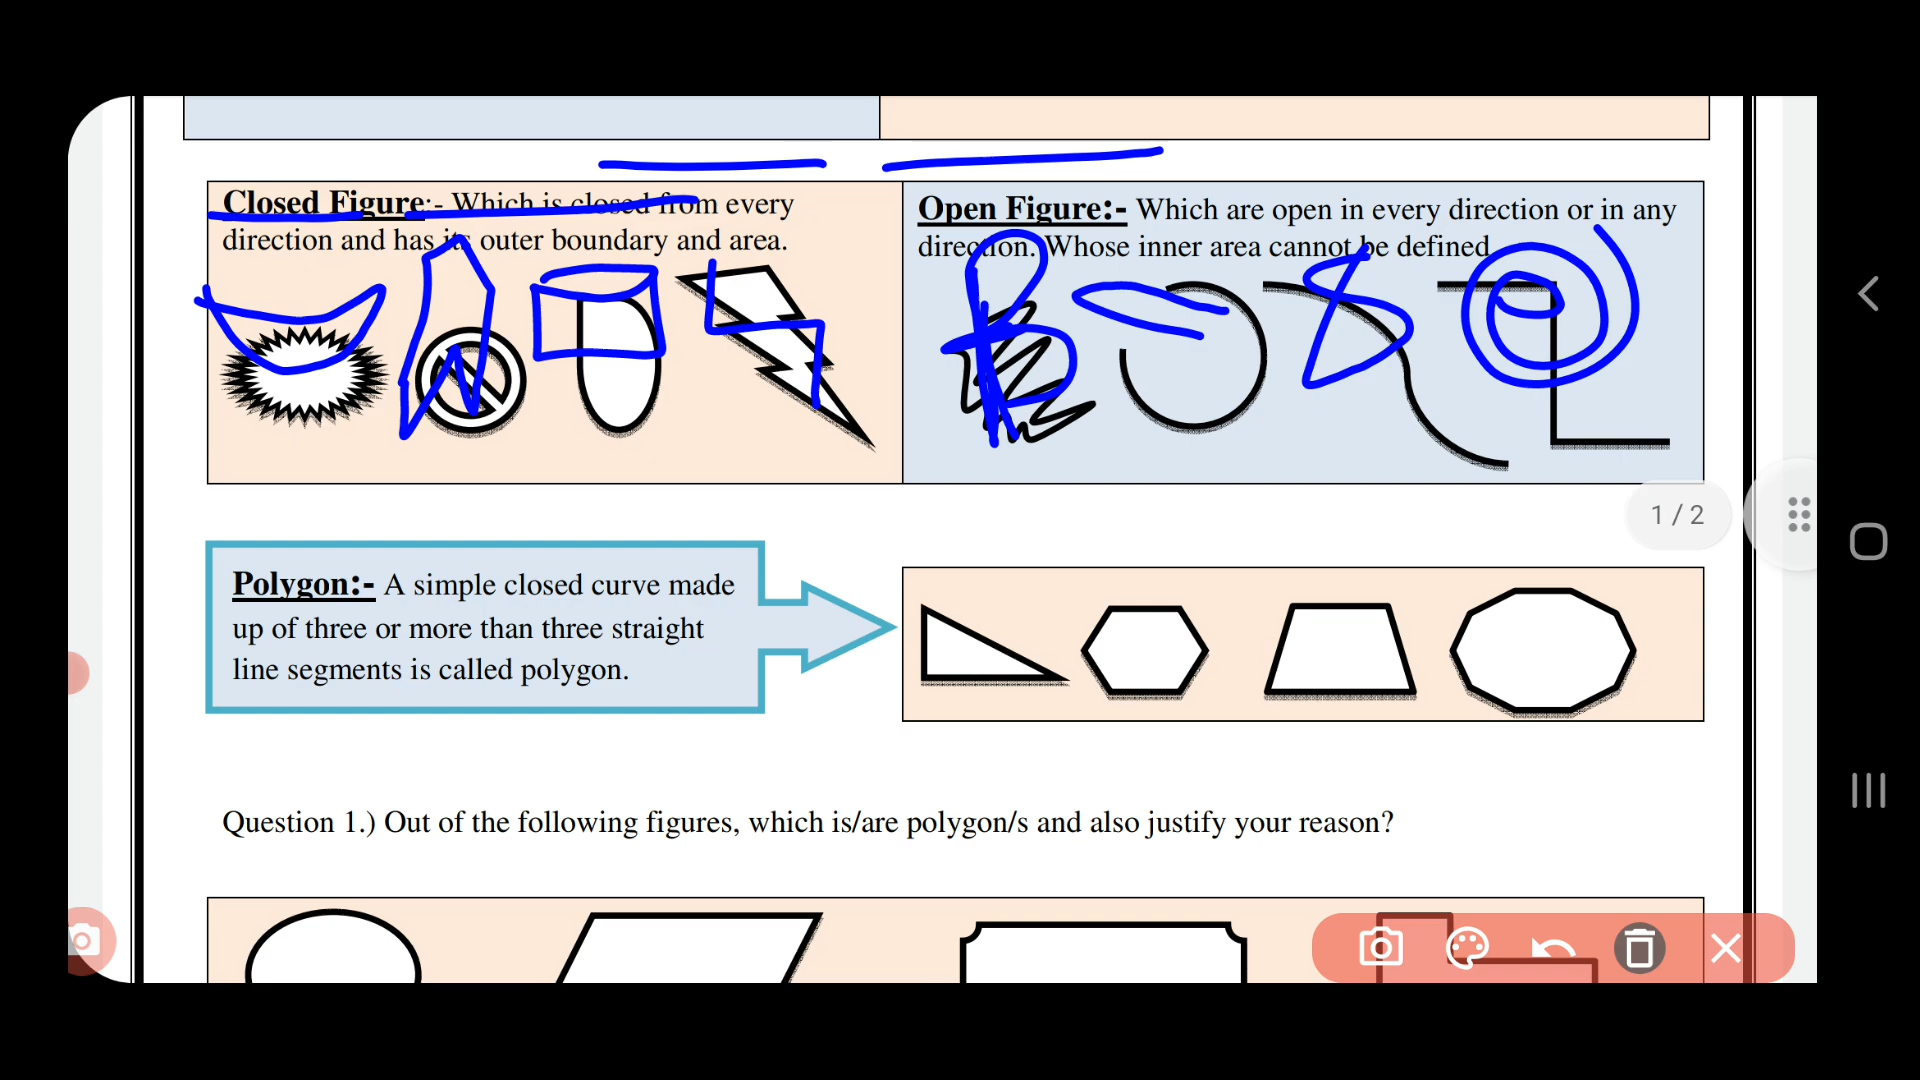 Closed Figure:- Which is closed from every
direction and has its outer boundary and area.
Open Figure:- Which are open in every direction or in any
direction. Whose inner area cannot be defined.
1 / 2
Polygon:- A simple closed curve made
up of three or more than three straight
line segments is called polygon.
Question 1.) Out of the following figures, which is/are polygon/s and also justify your reason?